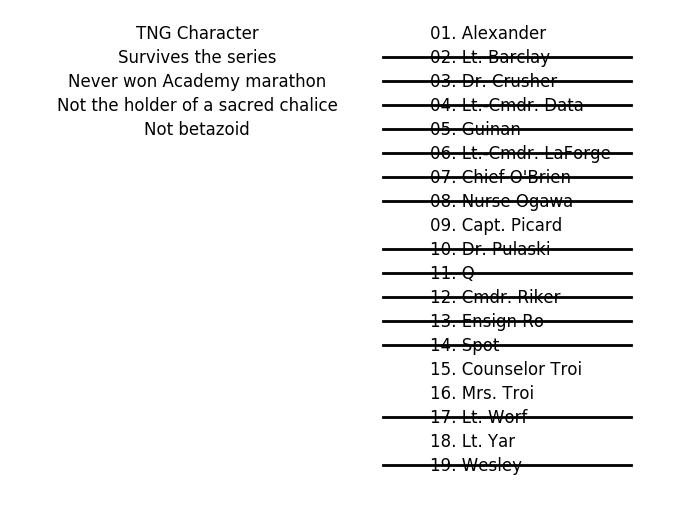 TNG Character
Survives the series
Never won Academy marathon
Not the holder of a sacred chalice
Not betazoid
01. Alexander
02. Lt. Barclay
03. Dr. Crusher
04. Lt.-Cmdr. Data
05. Guinan
06. Lt.-Cmdr. LaForge
07. Chief O'Brien
08. Nurse Ogawa
09. Capt. Picard
10. Dr. Pulaski
11. Q
12. Cmdr. Riker
13. Ensign Ro
14. Spot
15. Counselor Troi
16. Mrs. Troi
17. Lt. Worf
18. Lt. Yar
19. Wesley